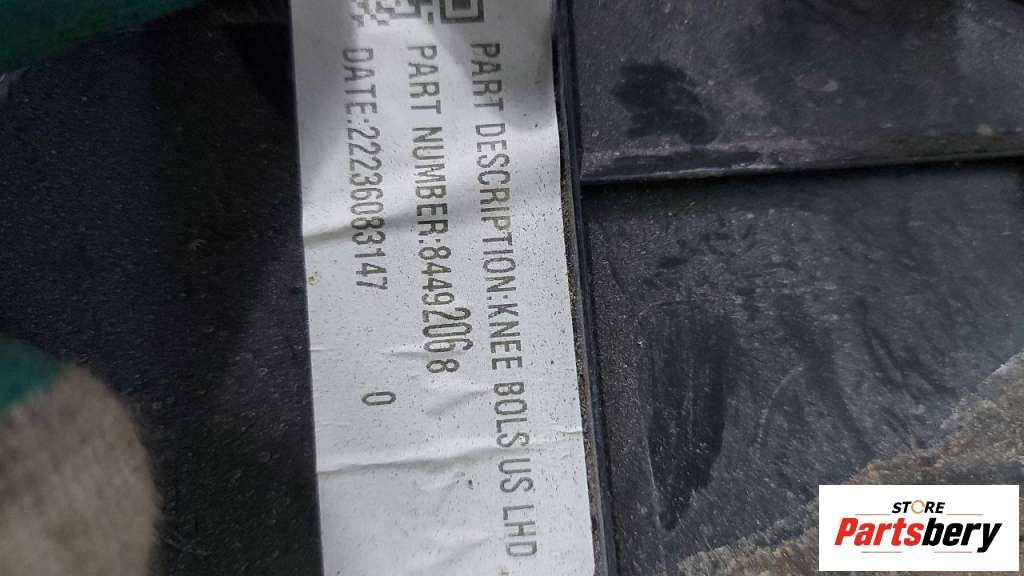 PART DESCRIPTION:KNEE BOLS US LHD
PART NUMBER:84492068
DATE:22236083147 0
STORE
Partsbery